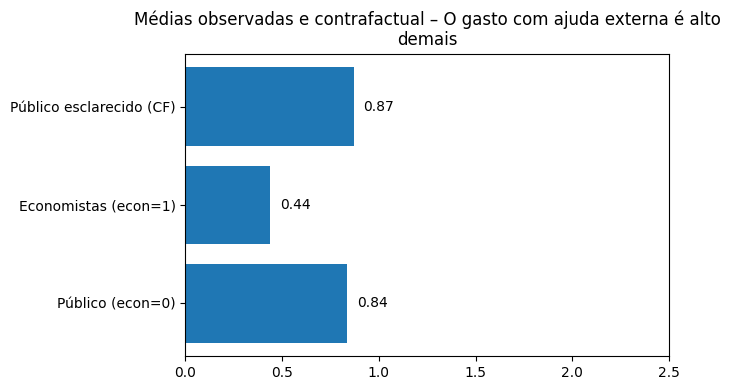 Médias observadas e contrafactual – O gasto com ajuda externa é alto
demais
Público esclarecido (CF)
0.87
Economistas (econ=1)
0.44
Público (econ=0)
0.84
0.0
0.5
1.0
1.5
2.0
2.5